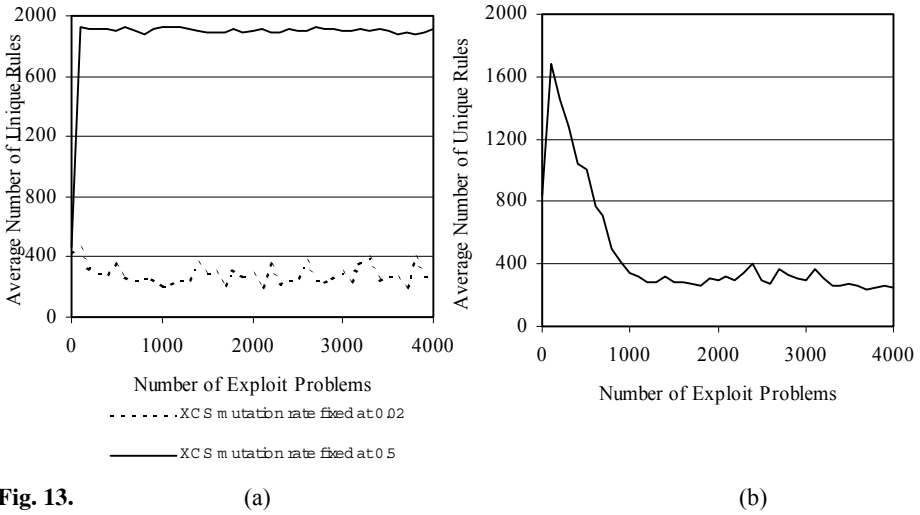 Average Number of Unique Rules
2000
1600
1200
800
400
0
0 1000 2000 3000 4000
Number of Exploit Problems
XCS mutation rate fixed at 0.02
XCS mutation rate fixed at 0.5
Average Number of Unique Rules
2000
1600
1200
800
400
0
0 1000 2000 3000 4000
Number of Exploit Problems
Fig. 13. (a) (b)